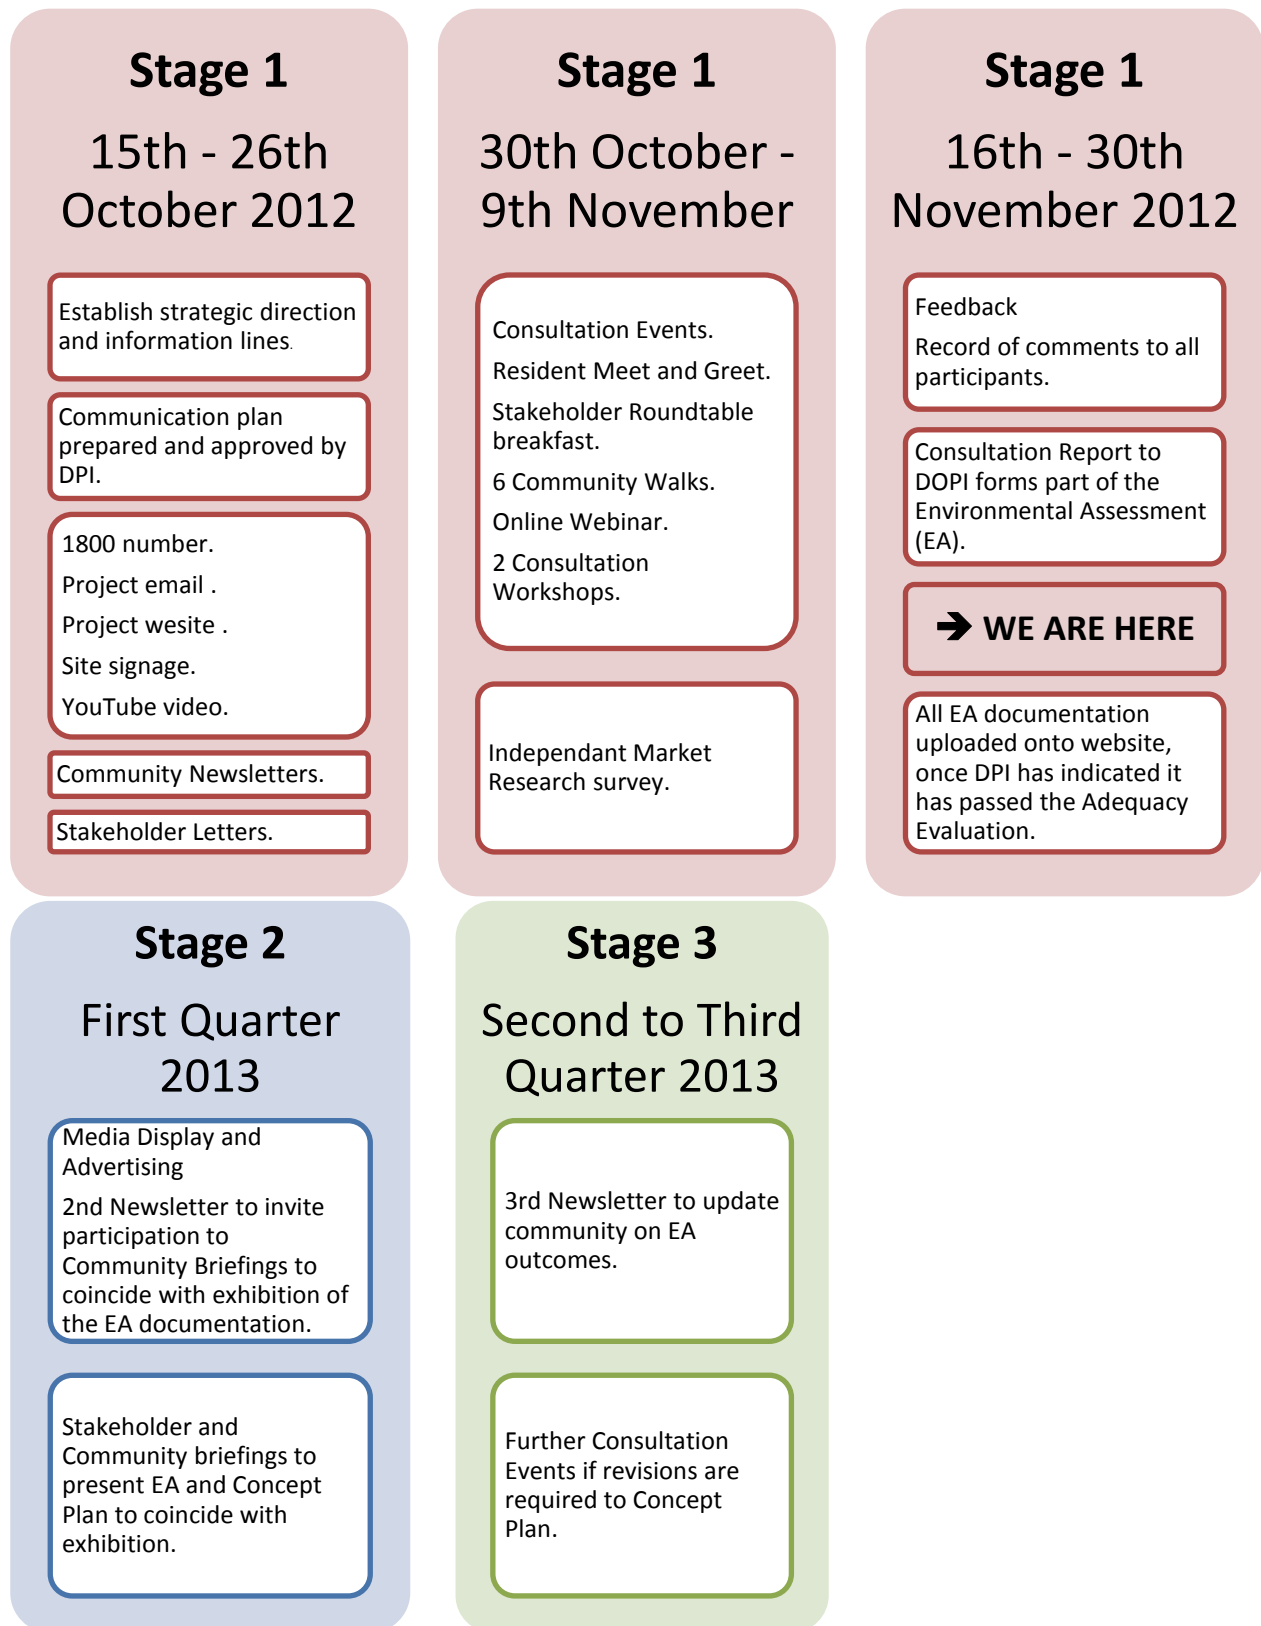 Stage 1
15th - 26th
October 2012
Establish strategic direction
and information lines.
Communication plan
prepared and approved by
DPI.
1800 number.
Project email .
Project wesite .
Site signage.
YouTube video.
Community Newsletters.
Stakeholder Letters.
Stage 1
30th October -
9th November
Consultation Events.
Resident Meet and Greet.
Stakeholder Roundtable
breakfast.
6 Community Walks.
Online Webinar.
2 Consultation
Workshops.
Independant Market
Research survey.
Stage 1
16th - 30th
November 2012
Feedback
Record of comments to all
participants.
Consultation Report to
DOPI forms part of the
Environmental Assessment
(EA).
➔ WE ARE HERE
All EA documentation
uploaded onto website,
once DPI has indicated it
has passed the Adequacy
Evaluation.
Stage 2
First Quarter
2013
Media Display and
Advertising
2nd Newsletter to invite
participation to
Community Briefings to
coincide with exhibition of
the EA documentation.
Stakeholder and
Community briefings to
present EA and Concept
Plan to coincide with
exhibition.
Stage 3
Second to Third
Quarter 2013
3rd Newsletter to update
community on EA
outcomes.
Further Consultation
Events if revisions are
required to Concept
Plan.